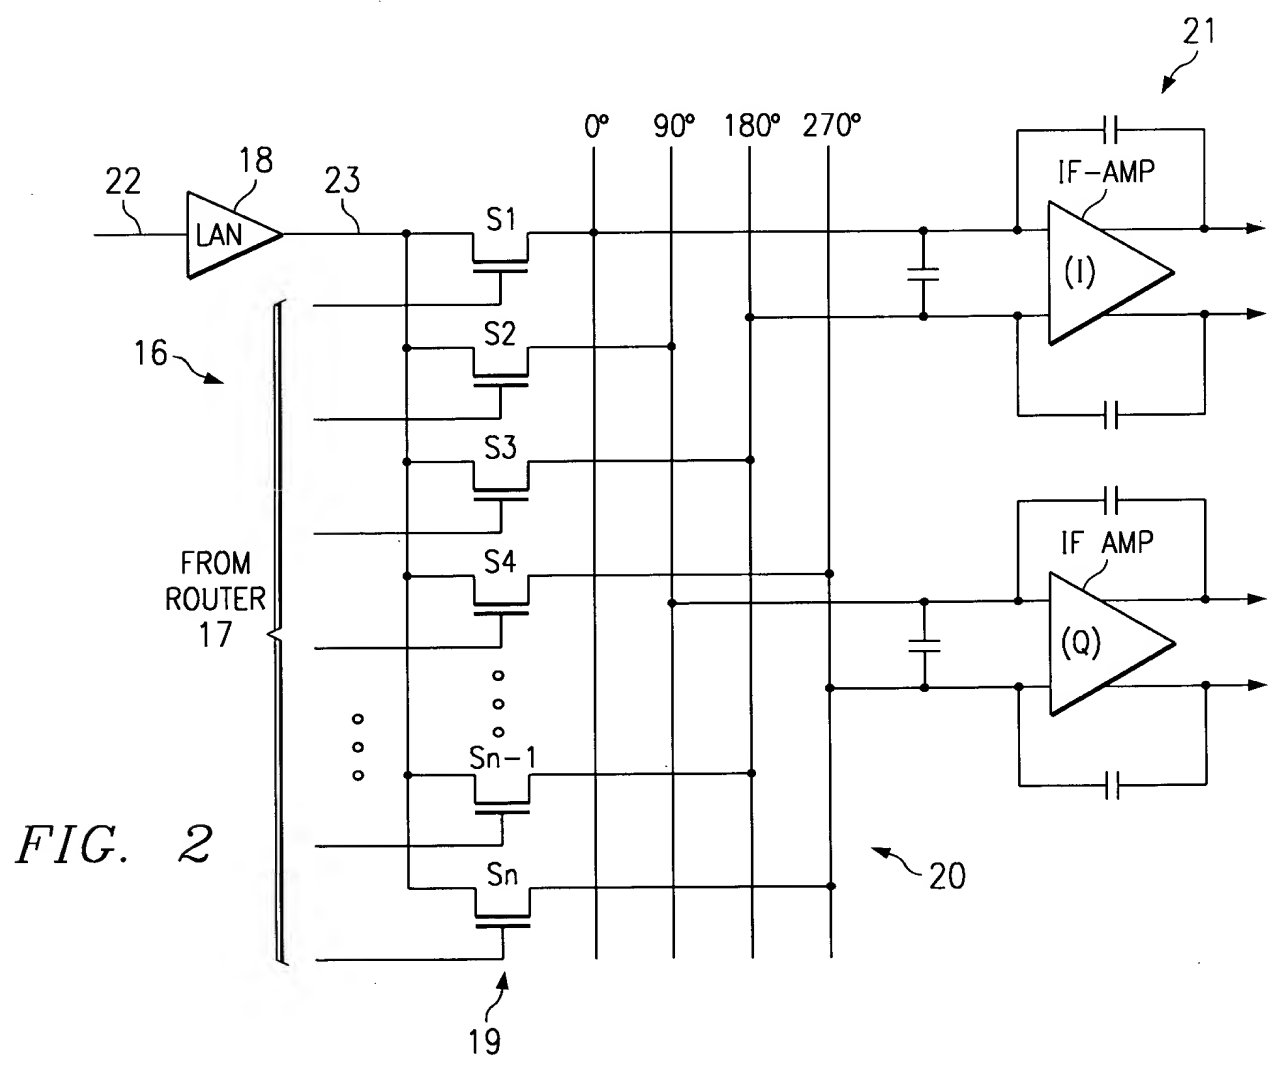 21
0° 90° 180° 270°
18
22
23
IF-AMP
LAN
S1
(I)
S2
16
S3
IF AMP
FROM
ROUTER
17
S4
(Q)
Sn-1
FIG. 2
Sn
20
19